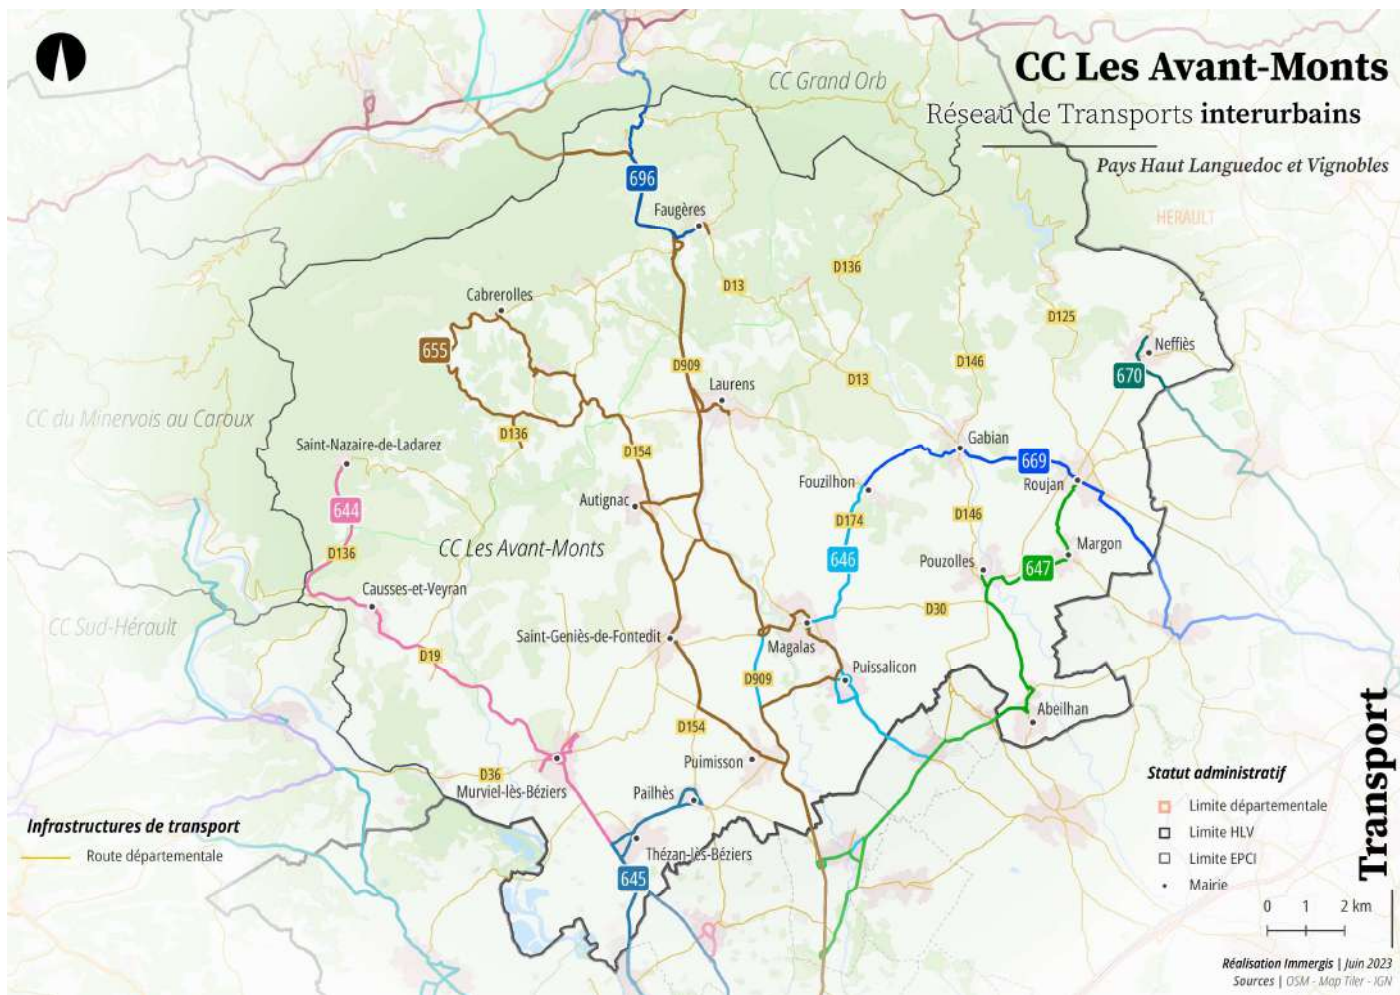 CC Les Avant-Monts
Réseau de Transports interurbains
Pays Haut Languedoc et Vignobles
CC Grand Orb
HERAULT
696
Faugères
D136
D13
Cabrerolles
D125
655
D909
D146
Neffiès
670
D13
Laurens
CC du Minervois au Caroux
D136
Saint-Nazaire-de-Ladarez
D154
Gabian
669
Fouzilhon
Roujan
Autignac
644
D174
D146
CC Les Avant-Monts
D136
646
Margon
Pouzolles
647
Causses-et-Veyran
D30
CC Sud-Hérault
Saint-Geniès-de-Fontedit
Magalas
D19
Puissalicon
D909
Abeilhan
D154
Puimisson
D36
Murviel-lès-Béziers
Pailhès
Thézan-lès-Béziers
645
Infrastructures de transport
Route départementale
Statut administratif
Limite départementale
Limite HLV
Limite EPCI
Mairie
0 1 2 km
Transport
Réalisation Immergis | Juin 2023
Sources | OSM - Map Tiler - IGN